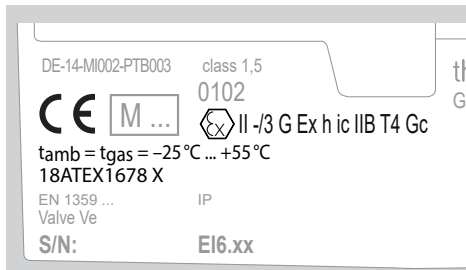 DE-14-MI002-PTB003 class 1,5
0102
CE M ... Ex II -/3 G Ex h ic IIB T4 Gc
tamb = tgas = –25 °C ... +55 °C
18ATEX1678 X
EN 1359 ... IP
Valve Ve
S/N: EI6.xx